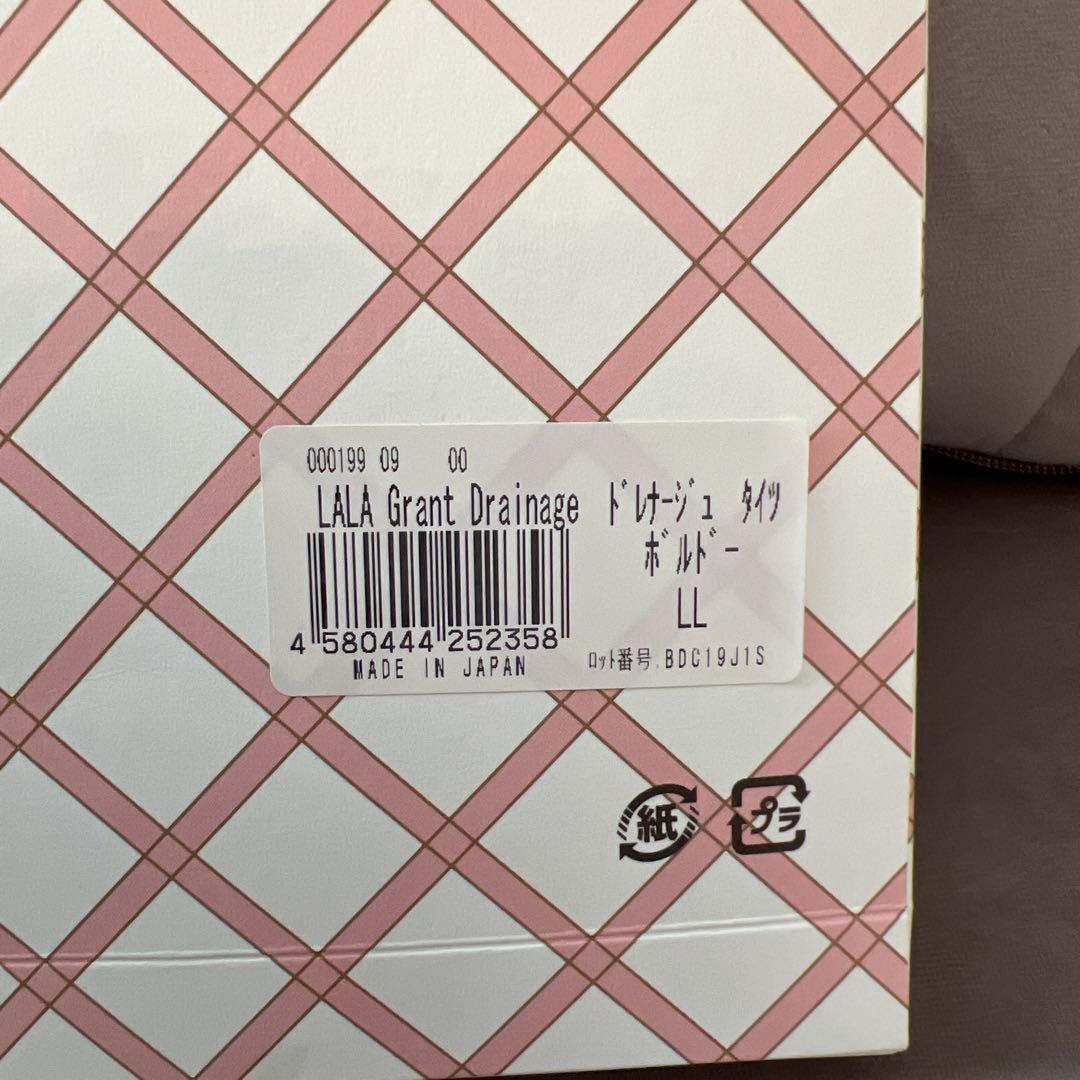 000199 09 00
LALA Grant Drainage ﾄﾞﾚﾅｰｼﾞｭ ﾀｲﾂ
ﾎﾞﾙﾄﾞｰ
LL
4 580444 252358
MADE IN JAPAN
ﾛｯﾄ番号.BDC19J1S
紙
プラ